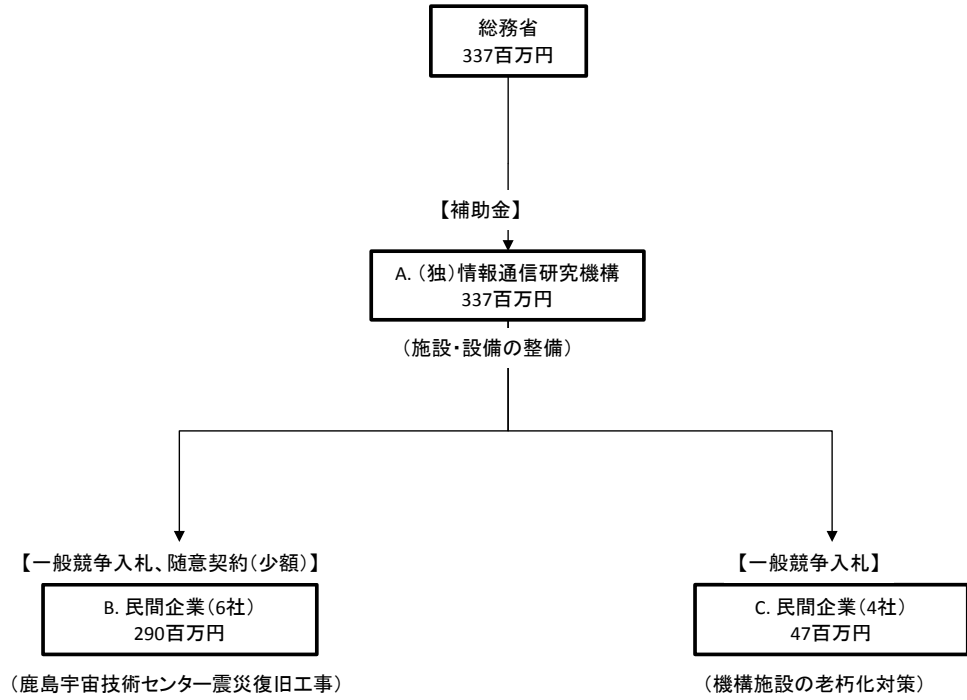 総務省
337百万円
【補助金】
A. (独)情報通信研究機構
337百万円
(施設・設備の整備)
【一般競争入札、随意契約(少額)】
B. 民間企業(6社)
290百万円
(鹿島宇宙技術センター震災復旧工事)
【一般競争入札】
C. 民間企業(4社)
47百万円
(機構施設の老朽化対策)